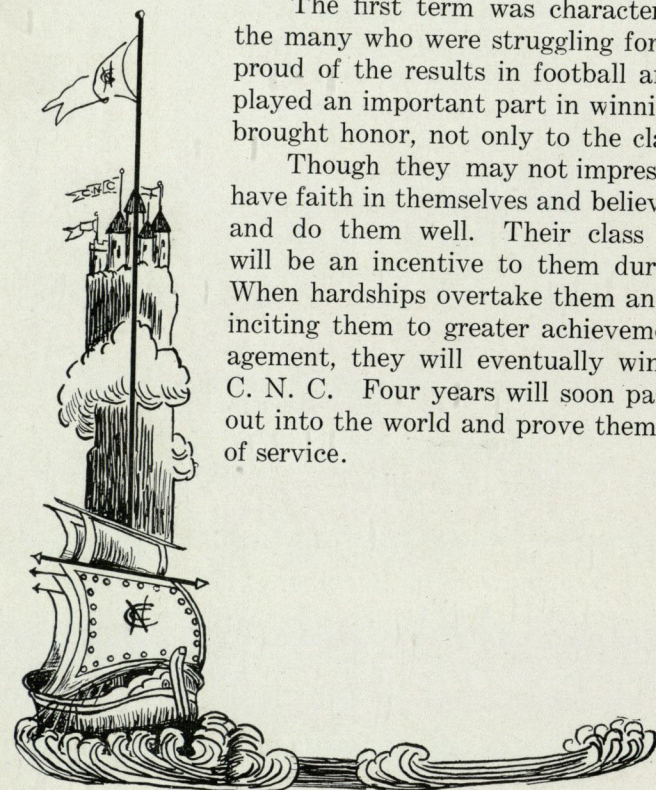 The first term was character
the many who were struggling for
proud of the results in football a
played an important part in winni
brought honor, not only to the cla
Though they may not impres
have faith in themselves and believ
and do them well. Their class
will be an incentive to them dur
When hardships overtake them an
inciting them to greater achieveme
agement, they will eventually win
C. N. C. Four years will soon pa
out into the world and prove them
of service.
CNC